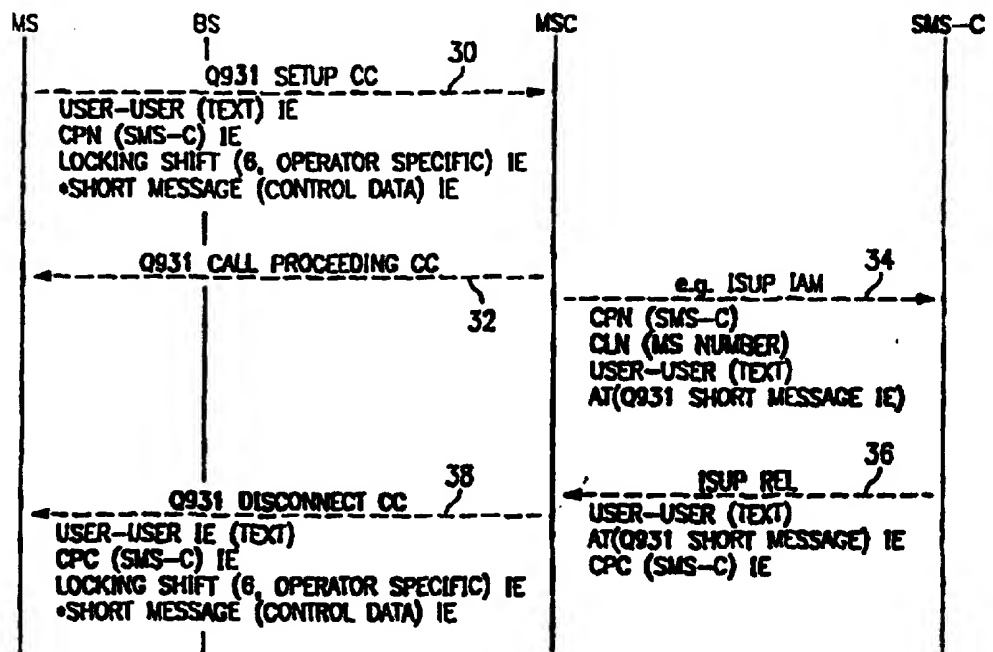 MS BS MSC SMS-C
Q931 SETUP CC 30
USER-USER (TEXT) IE
CPN (SMS-C) IE
LOCKING SHIFT (6, OPERATOR SPECIFIC) IE
•SHORT MESSAGE (CONTROL DATA) IE
Q931 CALL PROCEEDING CC
32
e.g. ISUP IAM 34
CPN (SMS-C)
CLN (MS NUMBER)
USER-USER (TEXT)
AT(Q931 SHORT MESSAGE IE)
ISUP REL 36
USER-USER (TEXT)
AT(Q931 SHORT MESSAGE) IE
CPC (SMS-C) IE
Q931 DISCONNECT CC 38
USER-USER IE (TEXT)
CPC (SMS-C) IE
LOCKING SHIFT (6, OPERATOR SPECIFIC) IE
•SHORT MESSAGE (CONTROL DATA) IE